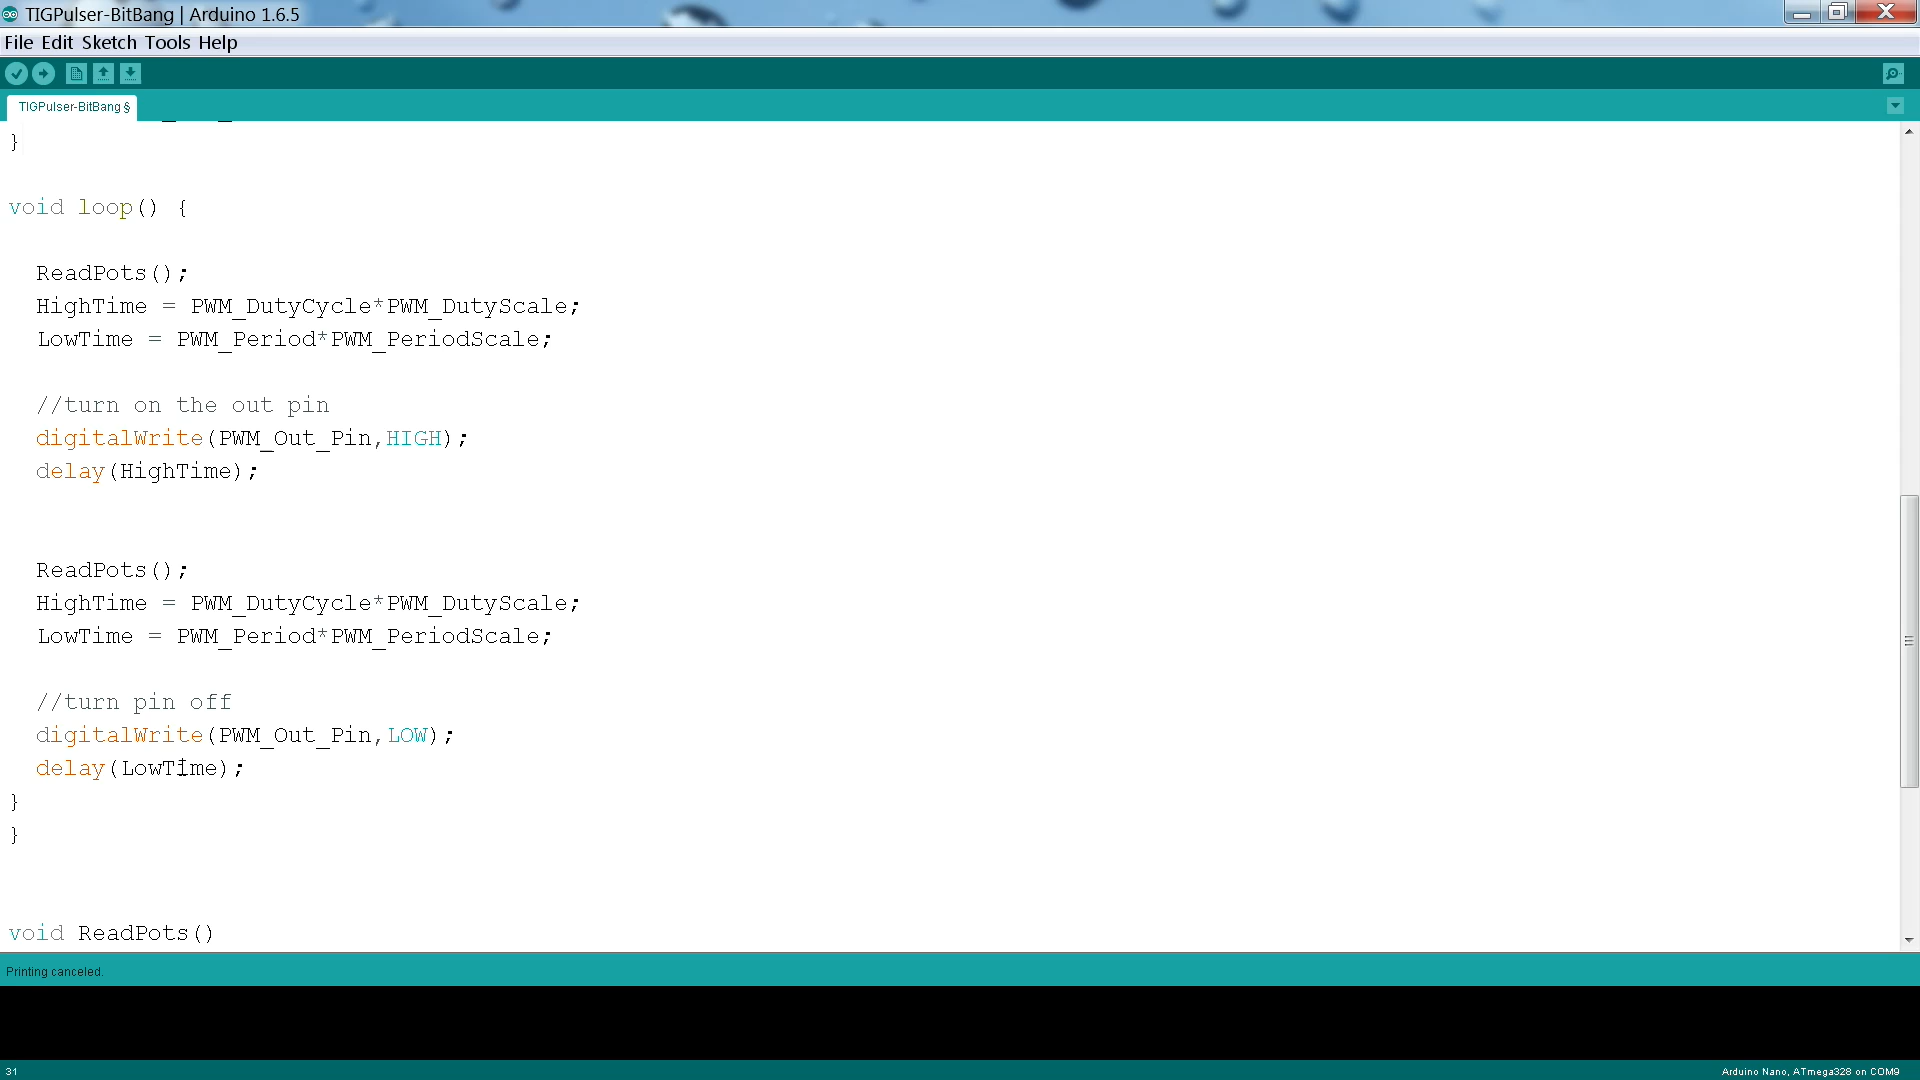 TIGPulser-BitBang | Arduino 1.6.5
File Edit Sketch Tools Help
TIGPulser-BitBang §
}
void loop() {
ReadPots();
HighTime = PWM_DutyCycle*PWM_DutyScale;
LowTime = PWM_Period*PWM_PeriodScale;
//turn on the out pin
digitalWrite(PWM_Out_Pin,HIGH);
delay(HighTime);
ReadPots();
HighTime = PWM_DutyCycle*PWM_DutyScale;
LowTime = PWM_Period*PWM_PeriodScale;
//turn pin off
digitalWrite(PWM_Out_Pin,LOW);
delay(LowTime);
}
}
void ReadPots()
Printing canceled.
31
Arduino Nano, ATmega328 on COM9